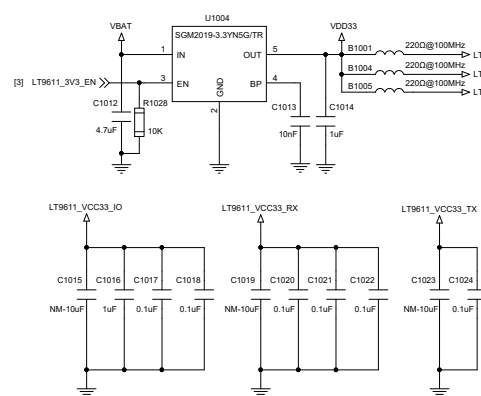 U1004
VBAT
SGM2019-3.3YN5G/TR
VDD33
1 IN
OUT 5
B1001 220Ω@100MHz LT
B1004 220Ω@100MHz LT
[3] LT9611_3V3_EN 3 EN
BP 4
B1005 220Ω@100MHz LT
GND
2
C1012 R1028
C1013 C1014
4.7uF 10K
10nF 1uF
LT9611_VCC33_IO
LT9611_VCC33_RX
LT9611_VCC33_TX
C1015 C1016 C1017 C1018
C1019 C1020 C1021 C1022
C1023 C1024
NM-10uF 1uF 0.1uF 0.1uF
NM-10uF 0.1uF 0.1uF 0.1uF
NM-10uF 0.1uF